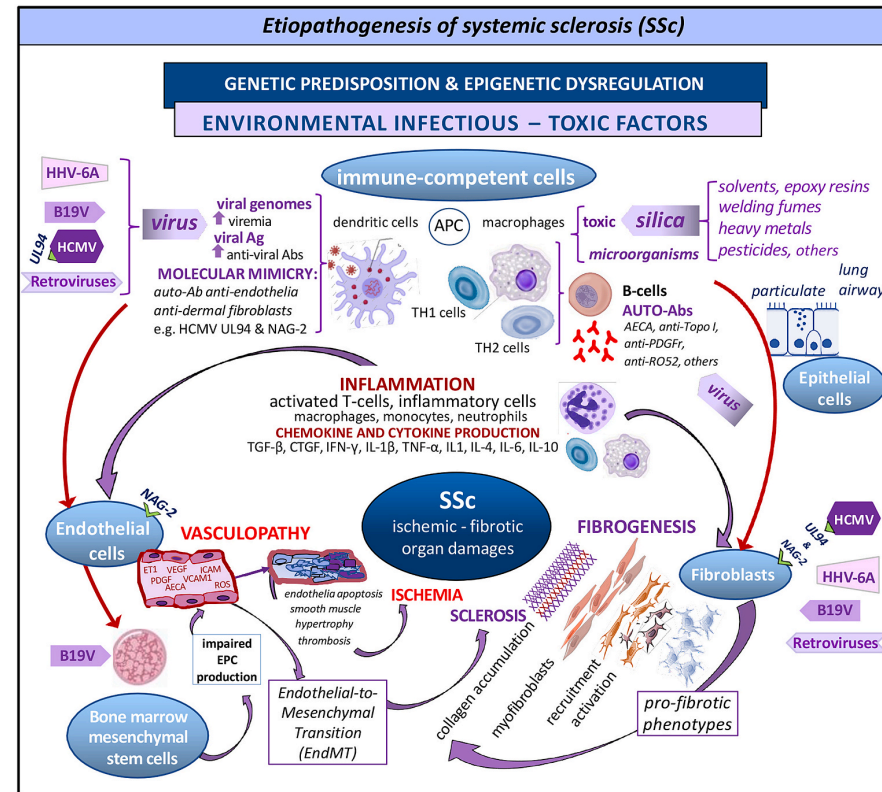 Etiopathogenesis of systemic sclerosis (SSc)
GENETIC PREDISPOSITION & EPIGENETIC DYSREGULATION
ENVIRONMENTAL INFECTIOUS – TOXIC FACTORS
HHV-6A
B19V
UL94
HCMV
Retroviruses
virus
viral genomes
viremia
viral Ag
anti-viral Abs
MOLECULAR MIMICRY:
auto-Ab anti-endothelia
anti-dermal fibroblasts
e.g. HCMV UL94 & NAG-2
immune-competent cells
dendritic cells
APC
macrophages
TH1 cells
TH2 cells
toxic
silica
microorganisms
solvents, epoxy resins
welding fumes
heavy metals
pesticides, others
B-cells
AUTO-Abs
AECA, anti-Topo I,
anti-PDGFr,
anti-RO52, others
particulate
lung
airway
Epithelial
cells
virus
INFLAMMATION
activated T-cells, inflammatory cells
macrophages, monocytes, neutrophils
CHEMOKINE AND CYTOKINE PRODUCTION
TGF-β, CTGF, IFN-γ, IL-1β, TNF-α, IL1, IL-4, IL-6, IL-10
NAG-2
Endothelial
cells
VASCULOPATHY
ET1 VEGF ICAM
PDGF VCAM1
AECA ROS
endothelia apoptosis
smooth muscle
hypertrophy
thrombosis
ISCHEMIA
SSc
ischemic - fibrotic
organ damages
FIBROGENESIS
SCLEROSIS
collagen accumulation
myofibroblasts
recruitment
activation
Fibroblasts
UL94
&
NAG-2
HCMV
HHV-6A
B19V
Retroviruses
B19V
impaired
EPC
production
Bone marrow
mesenchymal
stem cells
Endothelial-to-
Mesenchymal
Transition
(EndMT)
pro-fibrotic
phenotypes